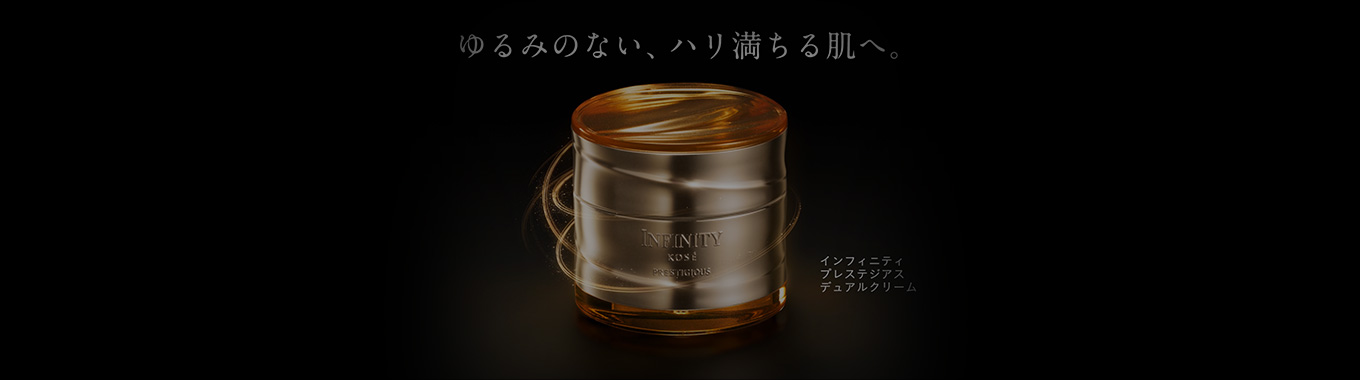 ゆるみのない、ハリ満ちる肌へ。
INFINITY
KOSÉ
PRESTIGIOUS
インフィニティ
プレステジアス
デュアルクリーム